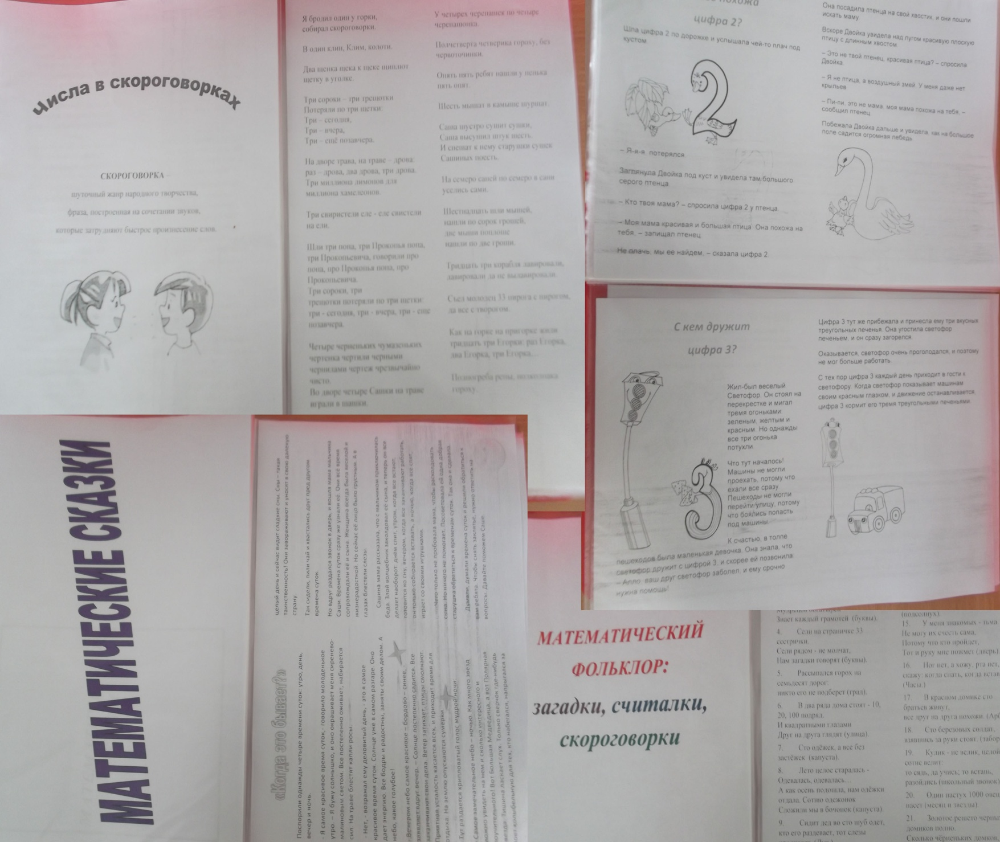 Числа в скороговорках
СКОРОГОВОРКА –
шуточный жанр народного творчества,
фраза, построенная на сочетании звуков,
которые затрудняют быстрое произнесение слов.
Я бродил один у горки,
собирал скороговорки.
В один клин, Клим, колоти.
Два щенка щека к щеке щиплют
щетку в уголке.
Три сороки – три трещотки
Потеряли по три щетки:
Три – сегодня,
Три – вчера,
Три – ещё позавчера.
На дворе трава, на траве – дрова:
раз – дрова, два дрова, три дрова.
Три миллиона лимонов для
миллиона хамелеонов.
Три свиристели еле - еле свистели
на ели.
Шли три попа, три Прокопья попа,
три Прокопьевича, говорили про
попа, про Прокопья попа, про
Прокопьевича.
Три сороки, три
трещотки потеряли по три щетки:
три - сегодня, три - вчера, три - еще
позавчера.
Четыре черненьких чумазеньких
чертенка чертили черными
чернилами чертеж чрезвычайно
чисто.
Во дворе четыре Сашки на траве
играли в шашки.
У четырех черепашек по четыре
черепашонка.
Полчетверта четверика гороху, без
червоточинки.
Опять пять ребят нашли у пенька
пять опят.
Шесть мышат в камыше шуршат.
Саша шустро сушит сушки,
Саша высушил штук шесть.
И спешат к нему старушки сушек
Сашиных поесть.
На семеро саней по семеро в сани
уселись сами.
Шестнадцать шли мышей,
нашли по сорок грошей,
две мыши поплоше
нашли по две гроши.
Тридцать три корабля лавировали,
лавировали да не вылавировали.
Съел молодец 33 пирога с пирогом,
да все с творогом.
Как на горке на пригорке жили
тридцать три Егорки: раз Егорка,
два Егорка, три Егорка...
Полпогреба репы, полколпака
гороху.
похожа
цифра 2?
Шла цифра 2 по дорожке и услышала чей-то плач под
кустом.
– Я-я-я потерялся
Заглянула Двойка под куст и увидела там большого
серого птенца
– Кто твоя мама? – спросила цифра 2 у птенца.
– Моя мама красивая и большая птица. Она похожа на
тебя, – запищал птенец
Не плачь, мы ее найдем, – сказала цифра 2.
Она посадила птенца на свой хвостик, и они пошли
искать маму.
Вскоре Двойка увидела над лугом красивую плоскую
птицу с длинным хвостом.
– Это не твой птенец, красивая птица? – спросила
Двойка.
– Я не птица, а воздушный змей. У меня даже нет
крыльев.
– Пи-пи, это не мама, моя мама похожа на тебя, –
сообщил птенец.
Побежала Двойка дальше и увидела, как на большое
поле садится огромная лебедь.
С кем дружит
цифра 3?
Жил-был веселый
Светофор. Он стоял на
перекрестке и мигал
тремя огоньками:
зеленым, желтым и
красным. Но однажды
все три огонька
потухли.
Что тут началось!
Машины не могли
проехать, потому что
ехали все сразу
Пешеходы не могли
перейти улицу, потому
что боялись попасть
под машины.
К счастью, в толпе
пешеходов была маленькая девочка. Она знала, что
светофор дружит с цифрой 3, и скорее ей позвонила:
– Алло, ваш друг светофор заболел, и ему срочно
нужна помощь!
Цифра 3 тут же прибежала и принесла ему три вкусных
треугольных печенья. Она угостила светофор
печеньем, и он сразу загорелся.
Оказывается, светофор очень проголодался, и поэтому
не мог больше работать.
С тех пор цифра 3 каждый день приходит в гости к
светофору. Когда светофор показывает машинам
своим красным глазком, и движение останавливается,
цифра 3 кормит его тремя треугольными печеньями.
МАТЕМАТИЧЕСКИЕ СКАЗКИ
«Когда это бывает?»
Поспорили однажды четыре времени суток: утро, день,
вечер и ночь.
- Я самое красивое время суток,- говорило молоденькое
утро. – Я бужу солнышко, и оно окрашивает меня сиренево-
малиновым светом. Все постепенно оживает, набирается
сил. На траве блестят капли росы.
- Нет, - возражал ему деловитый день, - это я самое
красивое время суток. Солнце уже в самом разгаре. Оно
дает энергию. Все бодры и радостны, заняты своим делом. А
небо, какое голубое!
- Вечером небо самое красивое – бордово – синее, -
заявляет вдруг вечер. – Солнце постепенно садится. Все
заканчивают свои дела. Ветер затихает, птицы смолкают.
Приятная усталость касается всех, и приходит время для
отдыха. На землю опускаются сумерки.
Тут раздается хрипловатый голос мудрой ночи:
- Самое замечательное небо – ночью. Как много звезд
можно увидеть на нем и сколько интересного и
поучительного! Вот большая Медведица, а вот Полярная
звезда. Тишина ласкает слух. Только сверчок где-нибудь
поет колыбельную для тех, кто набегался, напрыгался за
целый день и сейчас видит сладкие сны. Сны – такая
таинственность! Они завораживают и уносят в свою далекую
страну.
Так сидели, пили чай и хвастались друг пред другом
времена суток.
Но вдруг раздался звонок в дверь, и вошла мама мальчика
Саши. Времена суток сразу же узнали её. Они всё время
сопровождали её и сына. Женщина всегда была веселой и
жизнерадостной. Но сейчас её лицо было грустным. А в
глазах блестели слезы.
Сашина мама рассказала, что с мальчиком приключилась
беда. Злой волшебник заколдовал её сына, и теперь он все
делает наоборот: днём спит, утром, когда все встают,
готовится ко сну, вечером, когда все заканчивают работать,
он только собирается вставать, а ночью, когда все спят,
играет со своими игрушками.
Чего только не пробовала мама, чтобы расколдовать
сына. Но ничего не помогает. Посоветовала ей одна добрая
старушка обратиться к временам суток. Так она и сделала.
Думали, думали времена суток и решили обратиться к
вам ребята. Чтобы снять заклятье, нужно ответить на
вопросы. Давайте поможем Саше.
МАТЕМАТИЧЕСКИЙ
ФОЛЬКЛОР:
загадки, считалки,
скороговорки
Знает каждый грамотей (буквы).
4. Сели на страничке 33
сестрички.
Сели рядом - не молчат,
Нам загадки говорят (буквы).
5. Рассыпался горох на
семьдесят дорог:
никто его не подберет (град).
6. В два ряда дома стоят - 10,
20, 100 подряд.
И квадратными глазами
Друг на друга глядят (улица).
7. Сто одёжек, а все без
застёжек (капуста).
8. Лето целое старалась -
Одевалась, одевалась...
А как осень подошла, нам одёжки
отдала. Сотню одежонок
Сложили мы в бочонок (капуста).
9. Сидит дед во сто шуб одет,
кто его раздевает, тот слезы
(подсолнух).
15. У меня знакомых - тьма,
Не могу их счесть сама,
Потому что кто пройдет,
Тот и руку мне пожмет (дверь)
16. Ног нет, а хожу, рта нет,
скажу: когда спать, когда встав
(Часы.)
17. В красном домике сто
братьев живут,
все друг на друга похожи. (Арб
18. Сто березовых солдат,
взявшись за руки стоят, (забор
19. Кулик - не велик, целой
сотне велит:
то сядь, да учись; то встань,
разойдись (школьный звонок)
20. Один пастух 1000 овец
пасет (месяц и звезды).
21. Золотое решето черных
домиков полно.
Сколько чёрненьких домков,